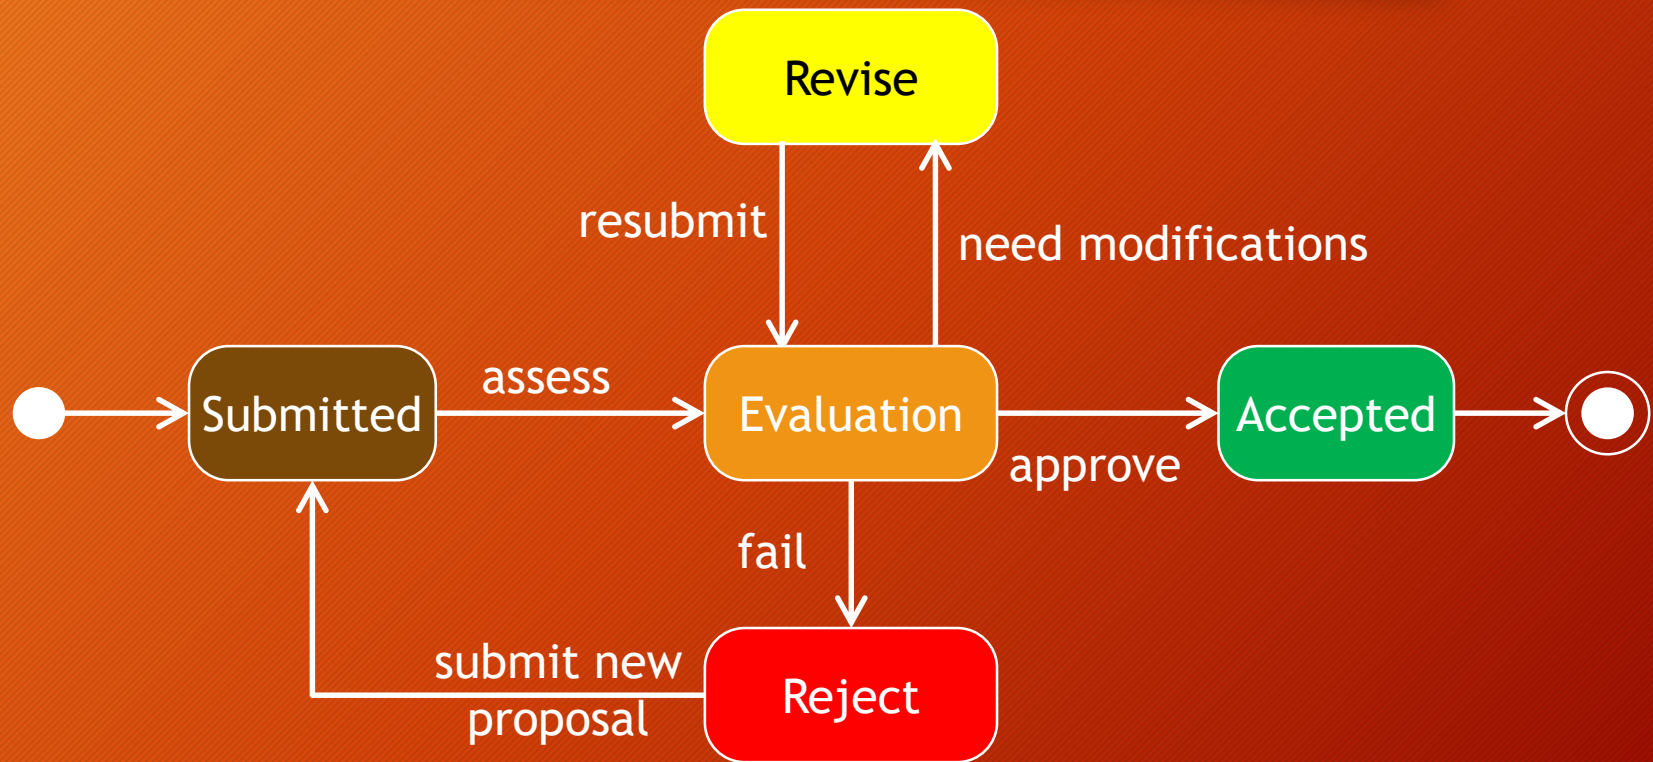 Revise
resubmit
need modifications
Submitted
assess
Evaluation
approve
Accepted
fail
submit new
proposal
Reject